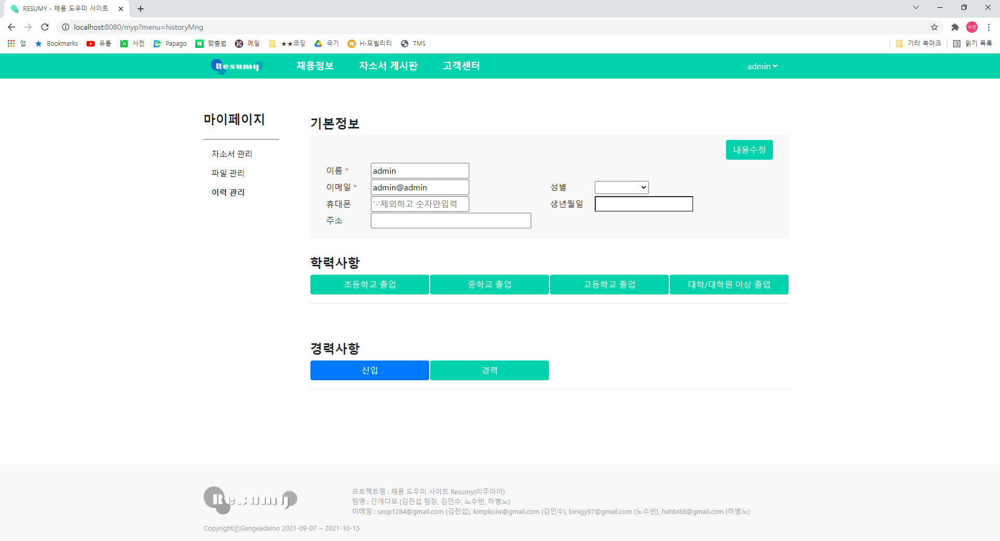 RESUMY - 채용 도우미 사이트
localhost:8080/myp?menu=historyMng
수빈
앱 Bookmarks 유튭 사전 Papago 맞춤법 메일 ★★코딩 국기 H-모빌리티 TMS 기타 북마크 읽기 목록
Resumy 채용정보 자소서 게시판 고객센터 admin
마이페이지
자소서 관리
파일 관리
이력 관리
기본정보
내용수정
이름 * admin
이메일 * admin@admin 성별
휴대폰 '-'제외하고 숫자만입력 생년월일
주소
학력사항
초등학교 졸업 중학교 졸업 고등학교 졸업 대학/대학원 이상 졸업
경력사항
신입 경력
Resumy
프로젝트명 : 채용 도우미 사이트 Resumy(리주마이)
팀명 : 간개다모 (김진섭 팀장, 김민수, 노수빈, 하병노)
이메일 : seop1284@gmail.com (김진섭), kimpkoiw@gmail.com (김민수), binigy97@gmail.com (노수빈), hahbr88@gmail.com (하병노)
CopyrightⓒGangeadamo 2021-09-07 ~ 2021-10-15